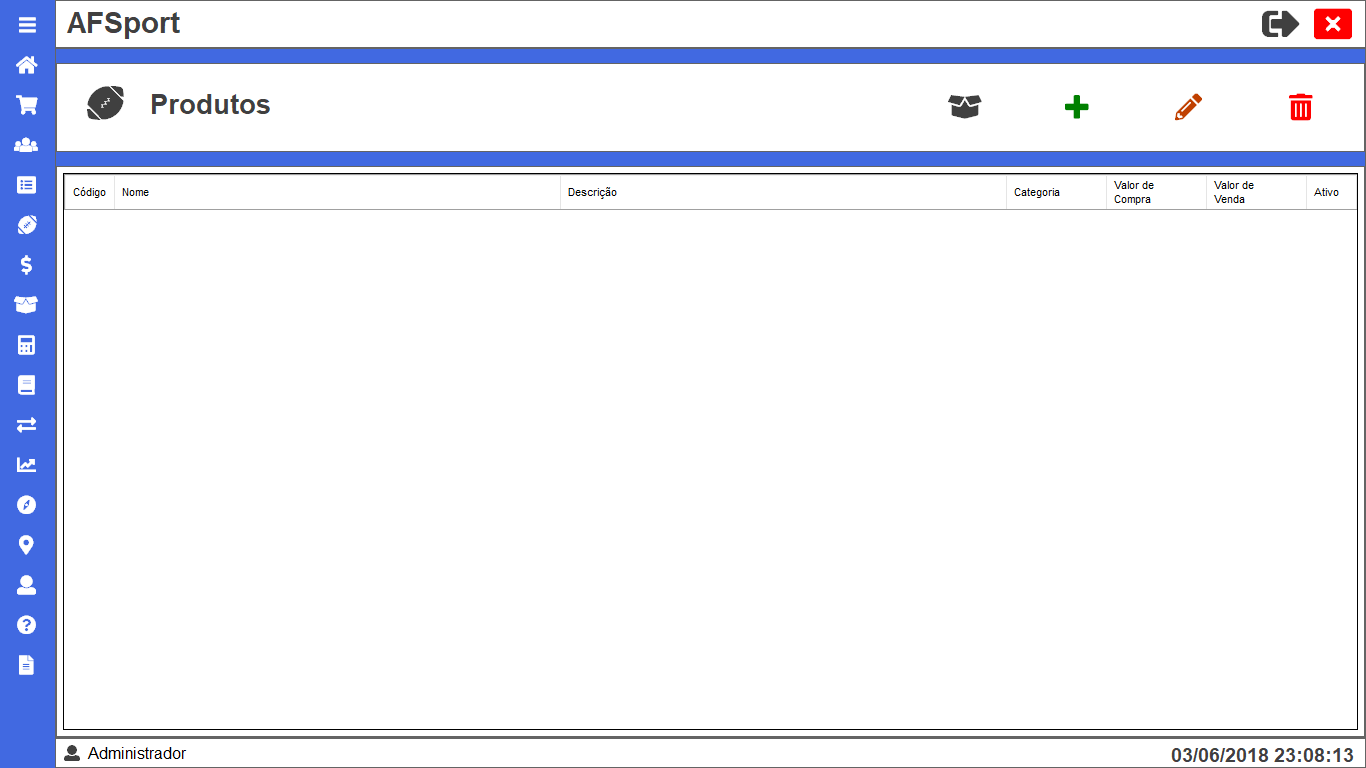 AFSport
Produtos
Código
Nome
Descrição
Categoria
Valor de
Compra
Valor de
Venda
Ativo
Administrador
03/06/2018 23:08:13